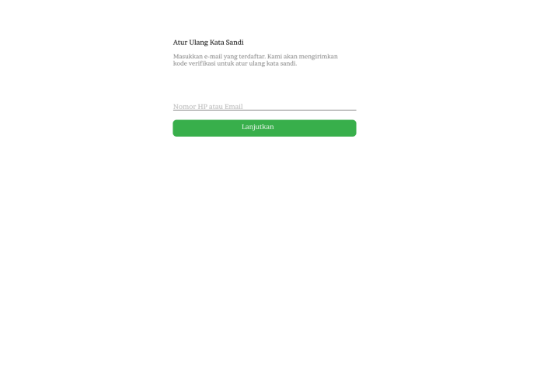 Atur Ulang Kata Sandi
Masukkan e-mail yang terdaftar. Kami akan mengirimkan
kode verifikasi untuk atur ulang kata sandi.
Nomor HP atau Email
Lanjutkan